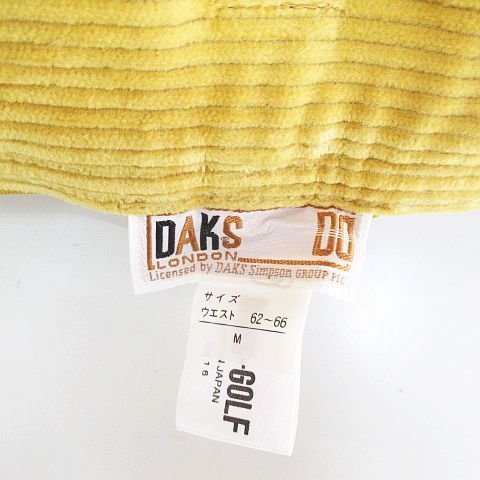 DAKS DD
LONDON
Licensed by DAKS Simpson GROUP PLC
サイズ
ウエスト 62-66
M
GOLF
JAPAN
16